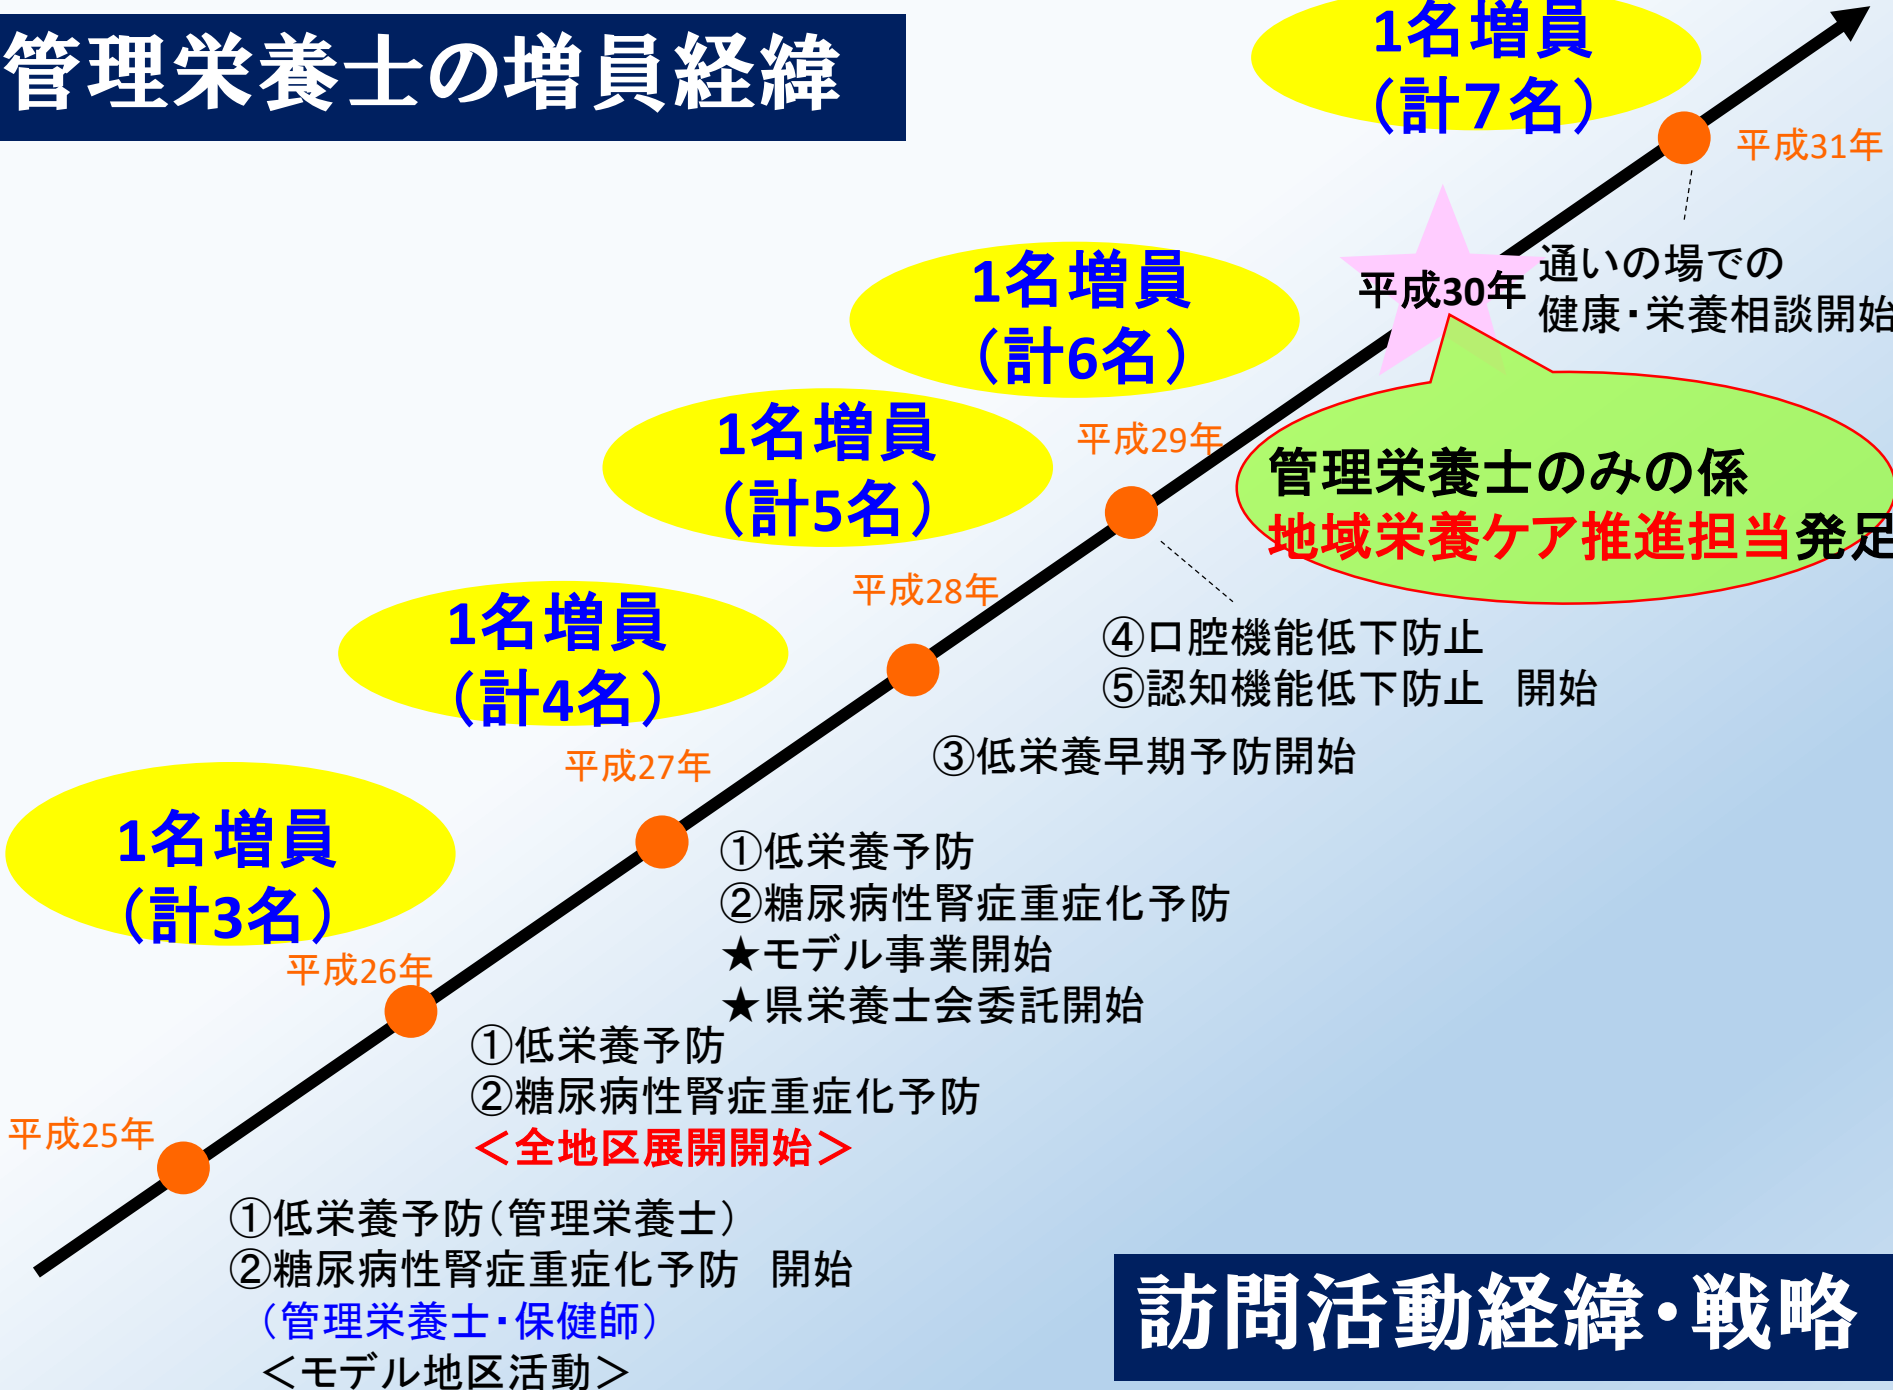 管理栄養士の増員経緯
1名増員
（計7名）
平成31年
通いの場での
健康・栄養相談開始
平成30年
管理栄養士のみの係
地域栄養ケア推進担当発足
1名増員
（計6名）
平成29年
④口腔機能低下防止
⑤認知機能低下防止　開始
1名増員
（計5名）
平成28年
③低栄養早期予防開始
1名増員
（計4名）
平成27年
①低栄養予防
②糖尿病性腎症重症化予防
★モデル事業開始
★県栄養士会委託開始
1名増員
（計3名）
平成26年
①低栄養予防
②糖尿病性腎症重症化予防
＜全地区展開開始＞
平成25年
①低栄養予防（管理栄養士）
②糖尿病性腎症重症化予防　開始
（管理栄養士・保健師）
＜モデル地区活動＞
訪問活動経緯・戦略